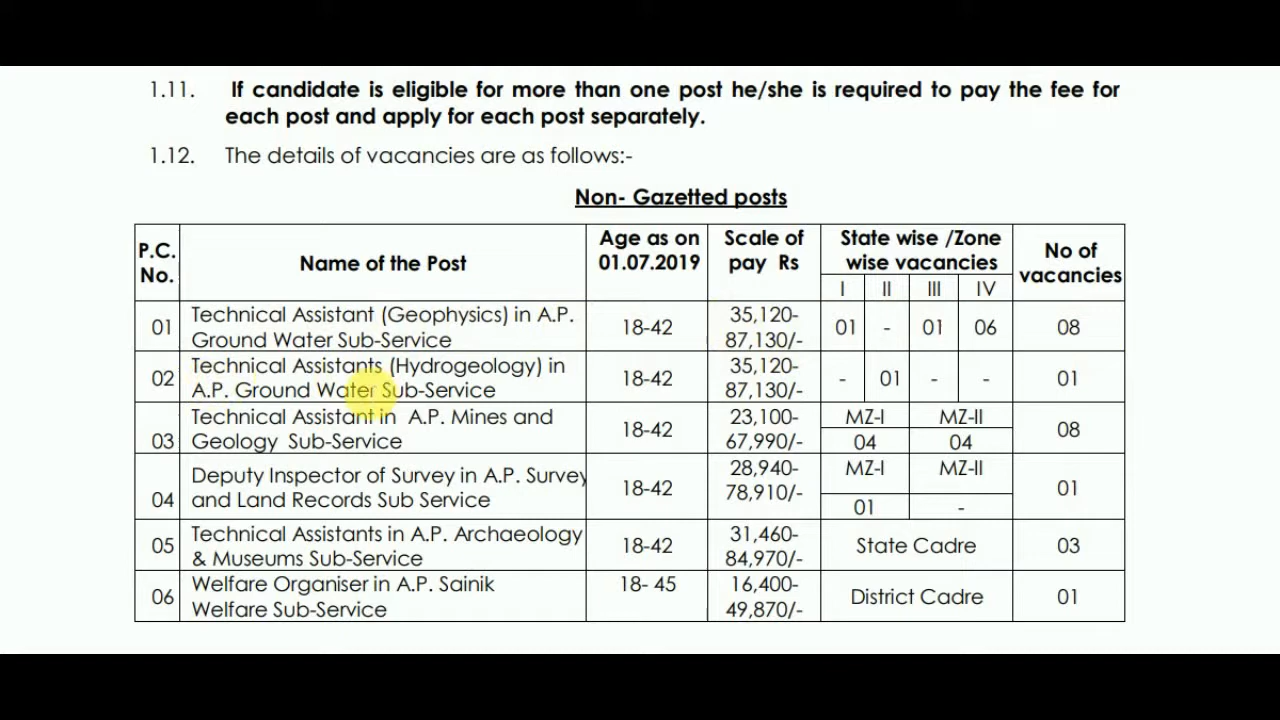 1.11. If candidate is eligible for more than one post he/she is required to pay the fee for
each post and apply for each post separately.
1.12. The details of vacancies are as follows:-
Non- Gazetted posts
P.C. No. Name of the Post Age as on 01.07.2019 Scale of pay Rs State wise /Zone wise vacancies No of vacancies
I II III IV
01 Technical Assistant (Geophysics) in A.P. Ground Water Sub-Service 18-42 35,120-87,130/- 01 - 01 06 08
02 Technical Assistants (Hydrogeology) in A.P. Ground Water Sub-Service 18-42 35,120-87,130/- - 01 - - 01
03 Technical Assistant in A.P. Mines and Geology Sub-Service 18-42 23,100-67,990/- MZ-I MZ-II 04 04 08
04 Deputy Inspector of Survey in A.P. Survey and Land Records Sub Service 18-42 28,940-78,910/- MZ-I MZ-II 01 - 01
05 Technical Assistants in A.P. Archaeology & Museums Sub-Service 18-42 31,460-84,970/- State Cadre 03
06 Welfare Organiser in A.P. Sainik Welfare Sub-Service 18- 45 16,400-49,870/- District Cadre 01